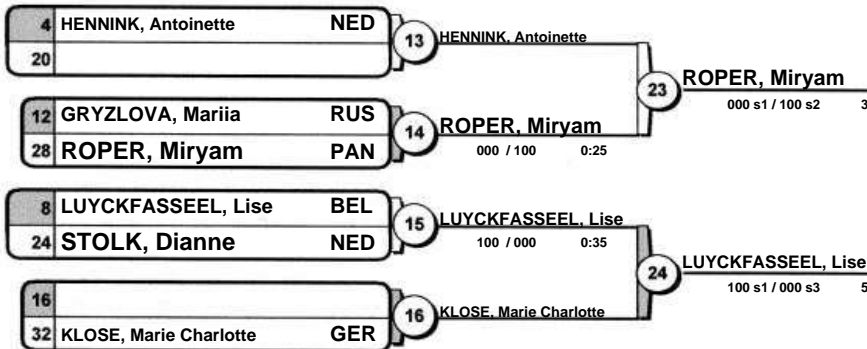 4 HENNINK, Antoinette NED
20
13
HENNINK, Antoinette
12 GRYZLOVA, Mariia RUS
28 ROPER, Miryam PAN
14
ROPER, Miryam
000 / 100 0:25
23
ROPER, Miryam
000 s1 / 100 s2 3
8 LUYCKFASSEEL, Lise BEL
24 STOLK, Dianne NED
15
LUYCKFASSEEL, Lise
100 / 000 0:35
16
32 KLOSE, Marie Charlotte GER
16
KLOSE, Marie Charlotte
24
LUYCKFASSEEL, Lise
100 s1 / 000 s3 5